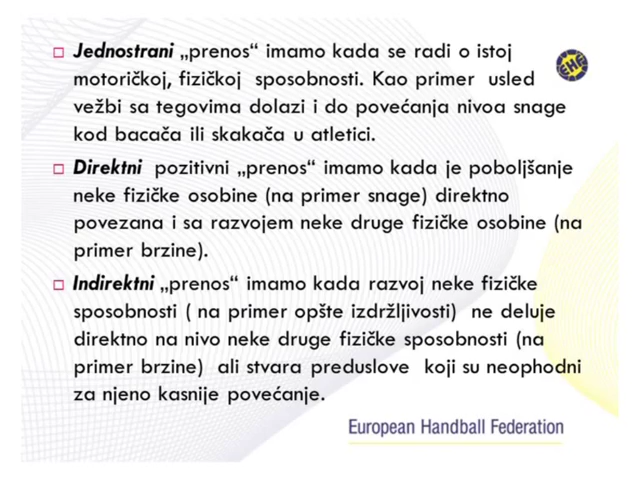 Jednostrani „prenos“ imamo kada se radi o istoj
motoričkoj, fizičkoj sposobnosti. Kao primer usled
vežbi sa tegovima dolazi i do povećanja nivoa snage
kod bacača ili skakača u atletici.
Direktni pozitivni „prenos“ imamo kada je poboljšanje
neke fizičke osobine (na primer snage) direktno
povezana i sa razvojem neke druge fizičke osobine (na
primer brzine).
Indirektni „prenos“ imamo kada razvoj neke fizičke
sposobnosti ( na primer opšte izdržljivosti) ne deluje
direktno na nivo neke druge fizičke sposobnosti (na
primer brzine) ali stvara preduslove koji su neophodni
za njeno kasnije povećanje.
EHF
European Handball Federation